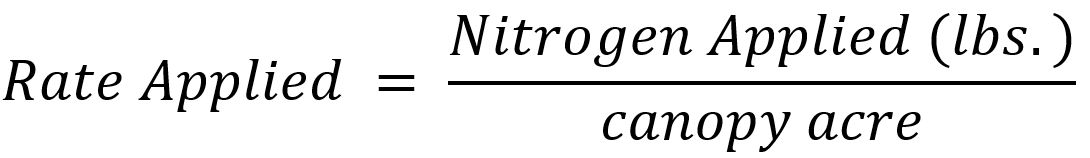 Rate Applied = Nitrogen Applied (lbs.)
canopy acre